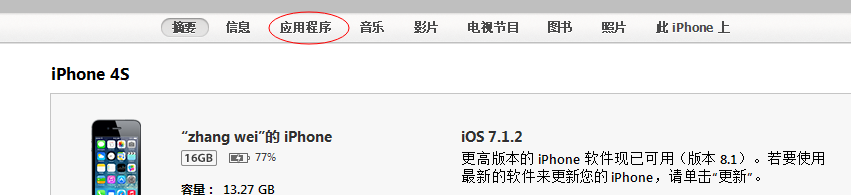 摘要 信息 应用程序 音乐 影片 电视节目 图书 照片 此 iPhone 上
iPhone 4S
“zhang wei”的 iPhone
16GB 77%
容量： 13.27 GB
iOS 7.1.2
更高版本的 iPhone 软件现已可用（版本 8.1）。若要使用
最新的软件来更新您的 iPhone，请单击“更新”。